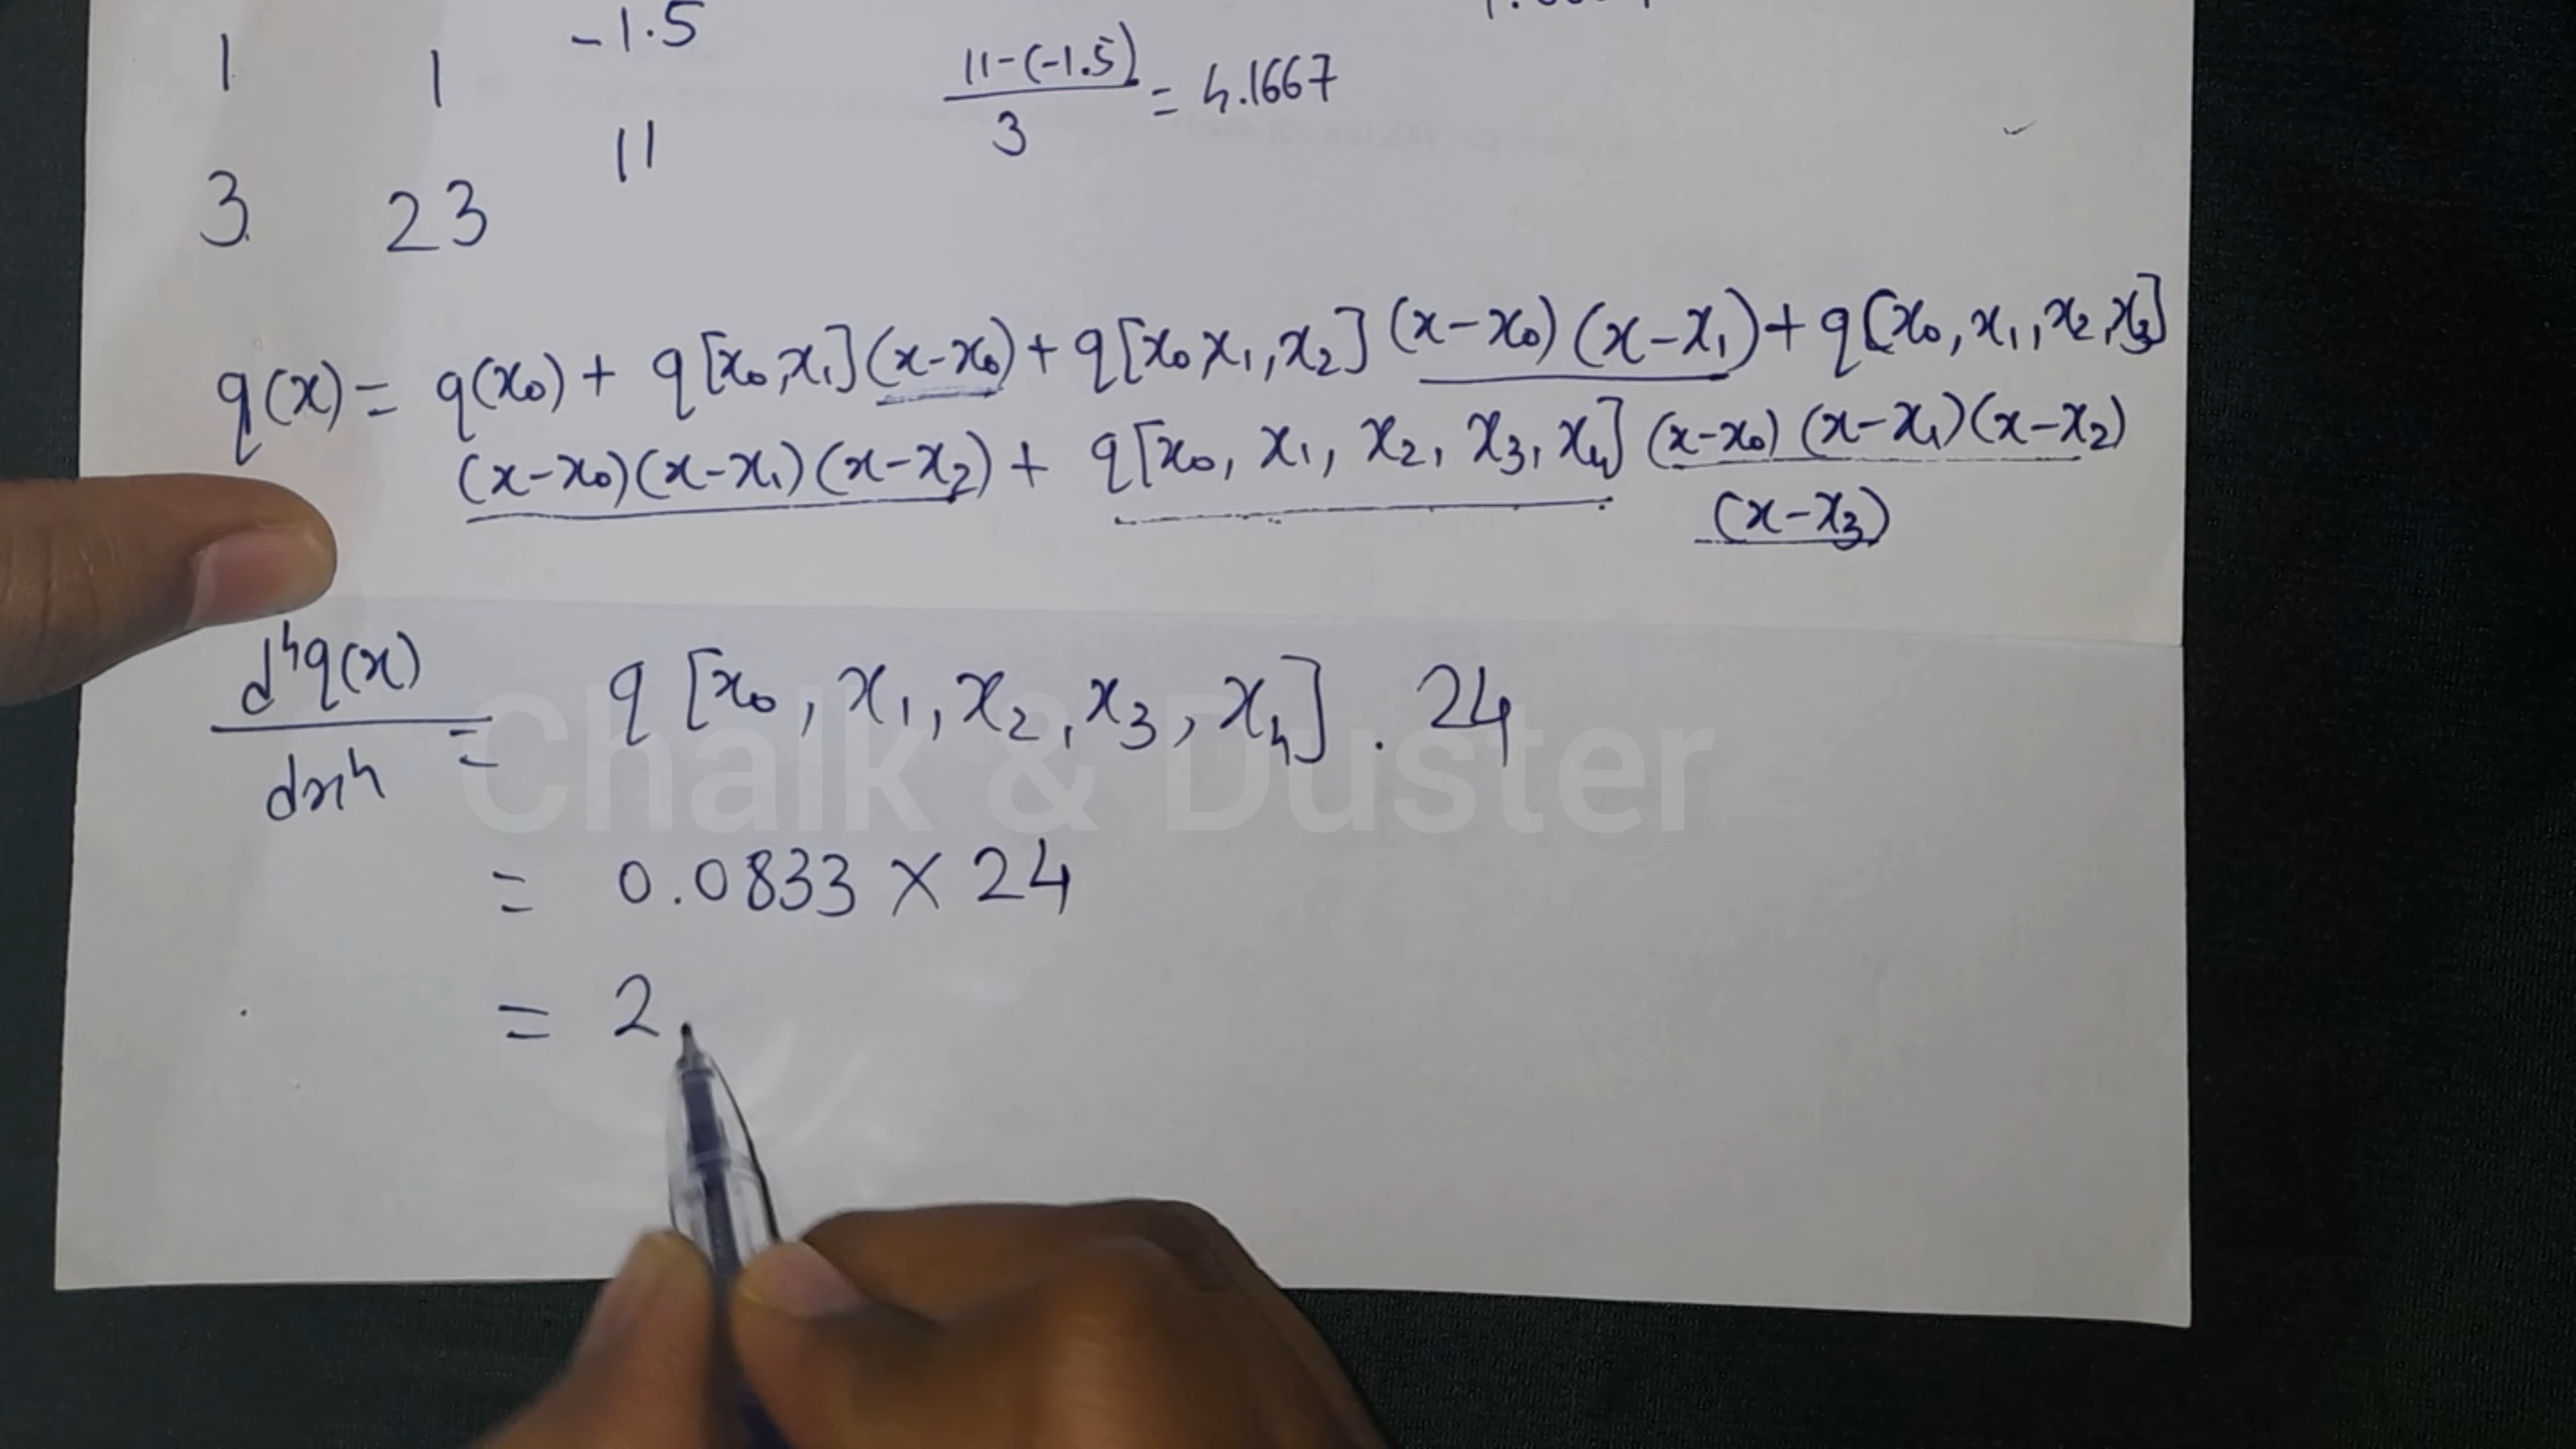 1 1 -1.5
(11-(-1.5))/3 = 4.1667
11
3 23
q(x) = q(x₀) + q[x₀,x₁](x-x₀) + q[x₀x₁,x₂](x-x₀)(x-x₁) + q[x₀,x₁,x₂,x₃]
(x-x₀)(x-x₁)(x-x₂) + q[x₀, x₁, x₂, x₃, x₄](x-x₀)(x-x₁)(x-x₂)
(x-x₃)
d⁴q(x)/dx⁴ = q[x₀, x₁, x₂, x₃, x₄] . 24
Chalk & Duster
= 0.0833 × 24
= 2